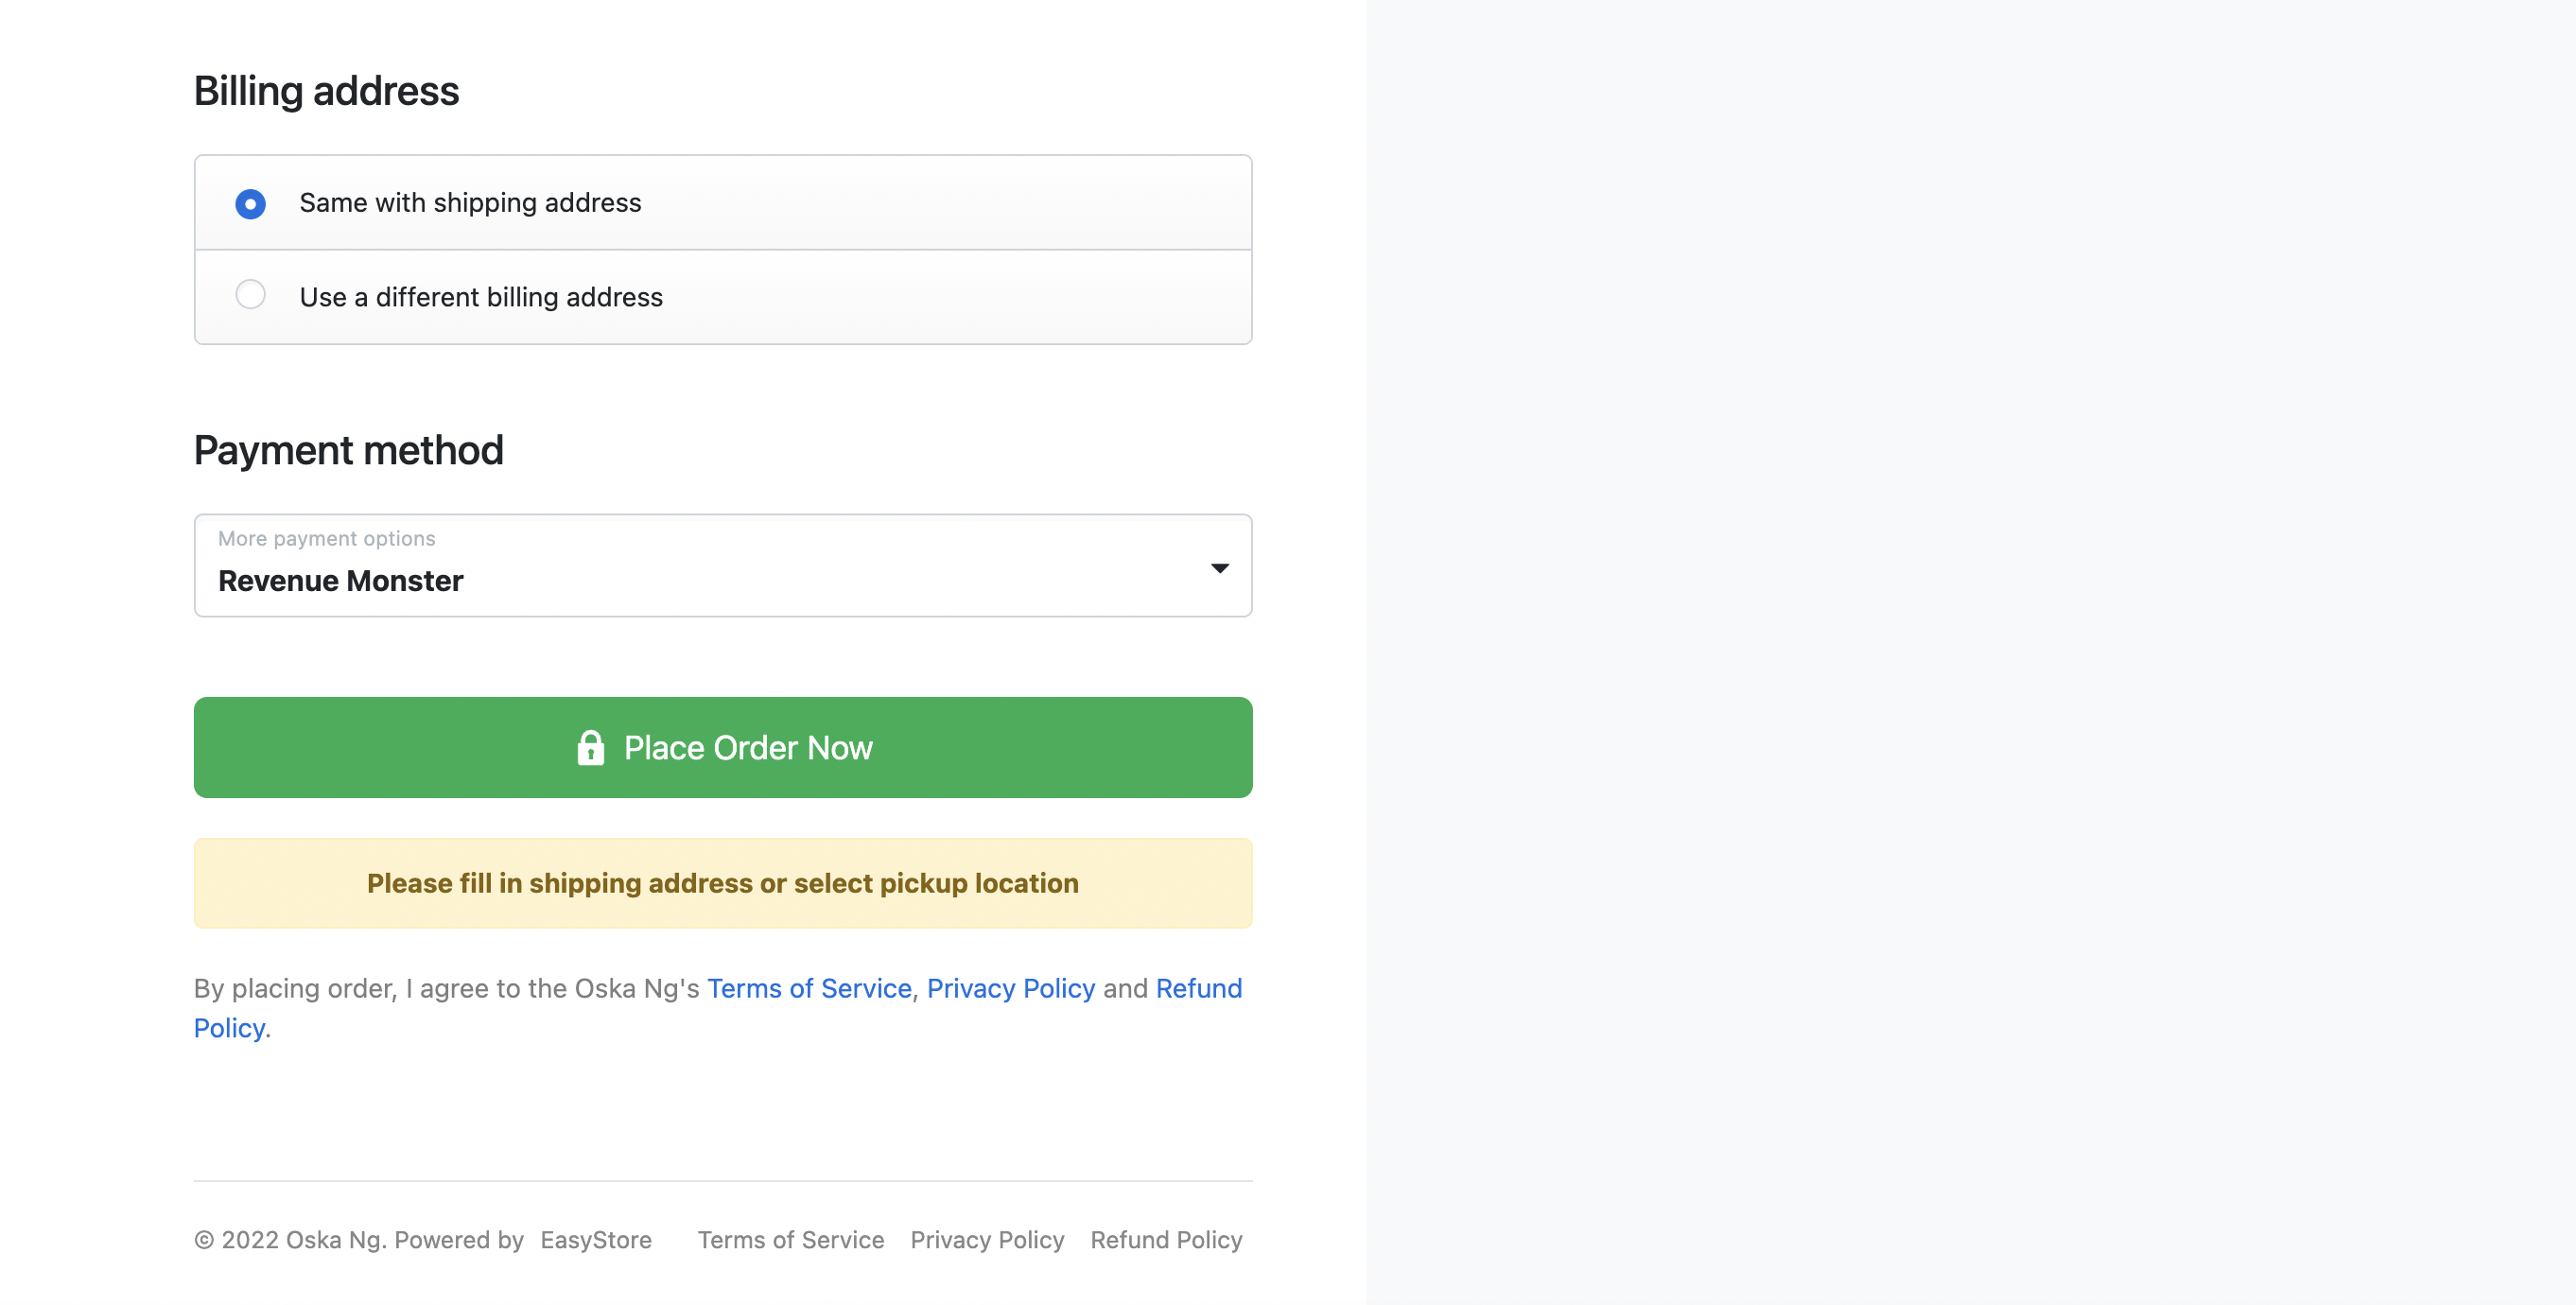 Billing address
Same with shipping address
Use a different billing address
Payment method
More payment options
Revenue Monster
Place Order Now
Please fill in shipping address or select pickup location
By placing order, I agree to the Oska Ng's Terms of Service, Privacy Policy and Refund
Policy.
© 2022 Oska Ng. Powered by EasyStore Terms of Service Privacy Policy Refund Policy